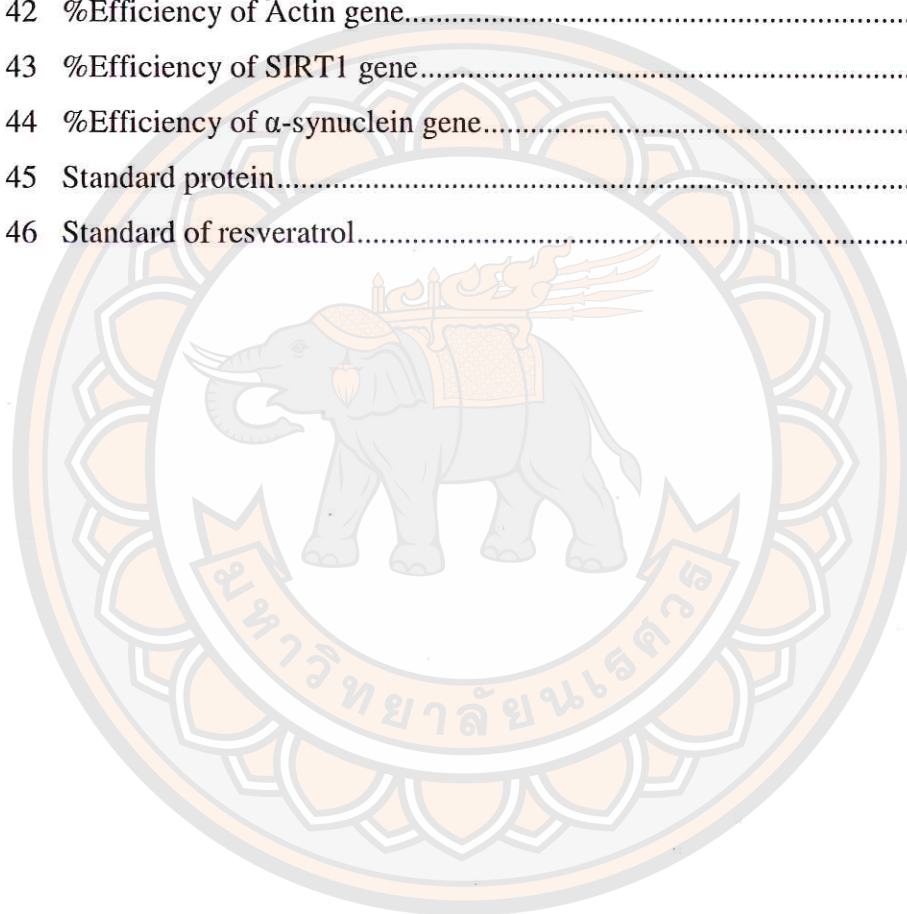 42 %Efficiency of Actin gene................................................................................
43 %Efficiency of SIRT1 gene..............................................................................
44 %Efficiency of α-synuclein gene....................................................................
45 Standard protein................................................................................................
46 Standard of resveratrol....................................................................................
มหาวิทยาลัยนเรศวร